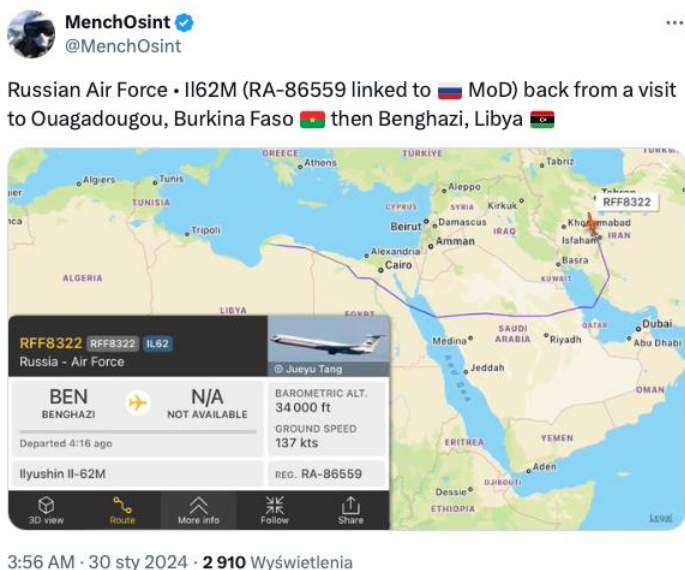 MenchOsint
@MenchOsint
Russian Air Force • Il62M (RA-86559 linked to 🇷🇺 MoD) back from a visit
to Ouagadougou, Burkina Faso 🇧🇫 then Benghazi, Libya 🇱🇾
GREECE
Athens
TÜRKIYE
Tabriz
Algiers
Tunis
TUNISIA
Aleppo
CYPRUS
SYRIA
Kirkuk
RFF8322
Tripoli
Beirut
Damascus
IRAQ
Isfahan
IRAN
Amman
Alexandria
Cairo
Basra
KUWAIT
ALGERIA
LIBYA
EGYPT
SAUDI
ARABIA
QATAR
Dubai
Medina
Riyadh
Abu Dhabi
Jeddah
Red Sea
OMAN
ERITREA
YEMEN
Aden
DJIBOUTI
Dessie
ETHIOPIA
Legal
RFF8322 RFF8322 IL62
Russia - Air Force
© Jueyu Tang
BEN
BENGHAZI
N/A
NOT AVAILABLE
BAROMETRIC ALT.
34 000 ft
GROUND SPEED
137 kts
Departed 4:16 ago
Ilyushin Il-62M
REG. RA-86559
3D view
Route
More info
Follow
Share
3:56 AM · 30 sty 2024 · 2 910 Wyświetlenia